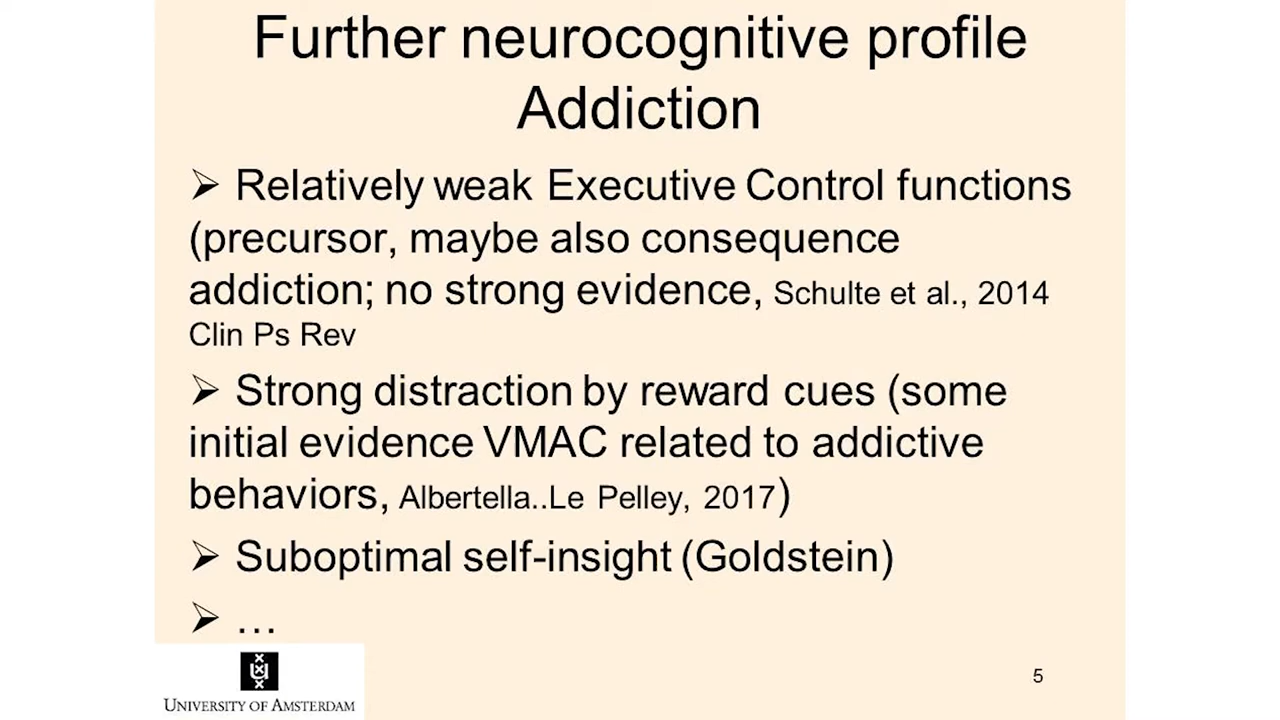 Further neurocognitive profile
Addiction
➢ Relatively weak Executive Control functions
(precursor, maybe also consequence
addiction; no strong evidence, Schulte et al., 2014
Clin Ps Rev
➢ Strong distraction by reward cues (some
initial evidence VMAC related to addictive
behaviors, Albertella..Le Pelley, 2017)
➢ Suboptimal self-insight (Goldstein)
➢ …
UNIVERSITY OF AMSTERDAM
5